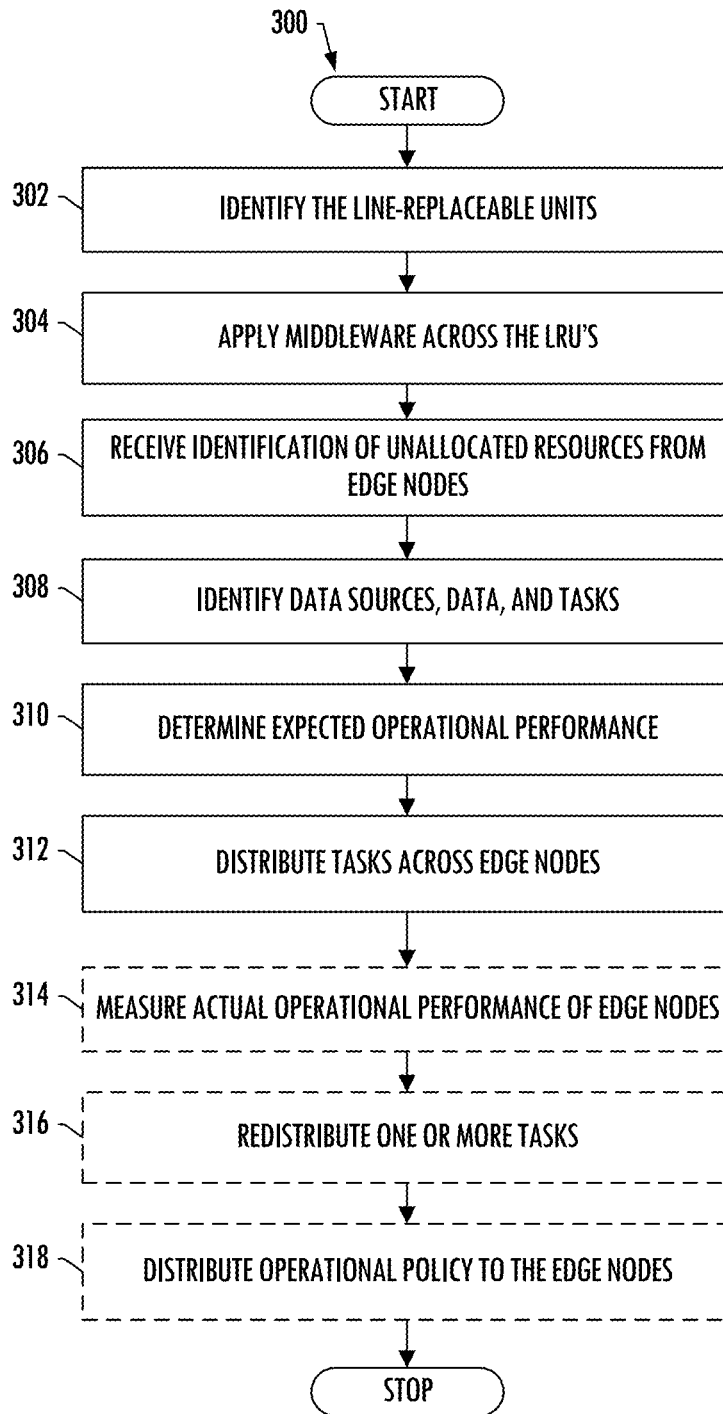 300
START
302
IDENTIFY THE LINE-REPLACEABLE UNITS
304
APPLY MIDDLEWARE ACROSS THE LRU'S
306
RECEIVE IDENTIFICATION OF UNALLOCATED RESOURCES FROM
EDGE NODES
308
IDENTIFY DATA SOURCES, DATA, AND TASKS
310
DETERMINE EXPECTED OPERATIONAL PERFORMANCE
312
DISTRIBUTE TASKS ACROSS EDGE NODES
314
MEASURE ACTUAL OPERATIONAL PERFORMANCE OF EDGE NODES
316
REDISTRIBUTE ONE OR MORE TASKS
318
DISTRIBUTE OPERATIONAL POLICY TO THE EDGE NODES
STOP